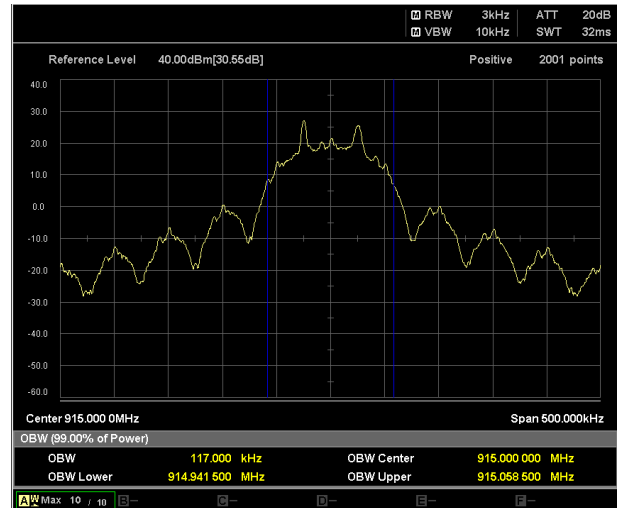 RBW 3kHz ATT 20dB
VBW 10kHz SWT 32ms
Reference Level 40.00dBm[30.55dB] Positive 2001 points
40.0
30.0
20.0
10.0
0.0
-10.0
-20.0
-30.0
-40.0
-50.0
-60.0
Center 915.000 0MHz Span 500.000kHz
OBW (99.00% of Power)
OBW 117.000 kHz OBW Center 915.000 000 MHz
OBW Lower 914.941 500 MHz OBW Upper 915.058 500 MHz
A Max 10 / 10 B— C— D— E— F—